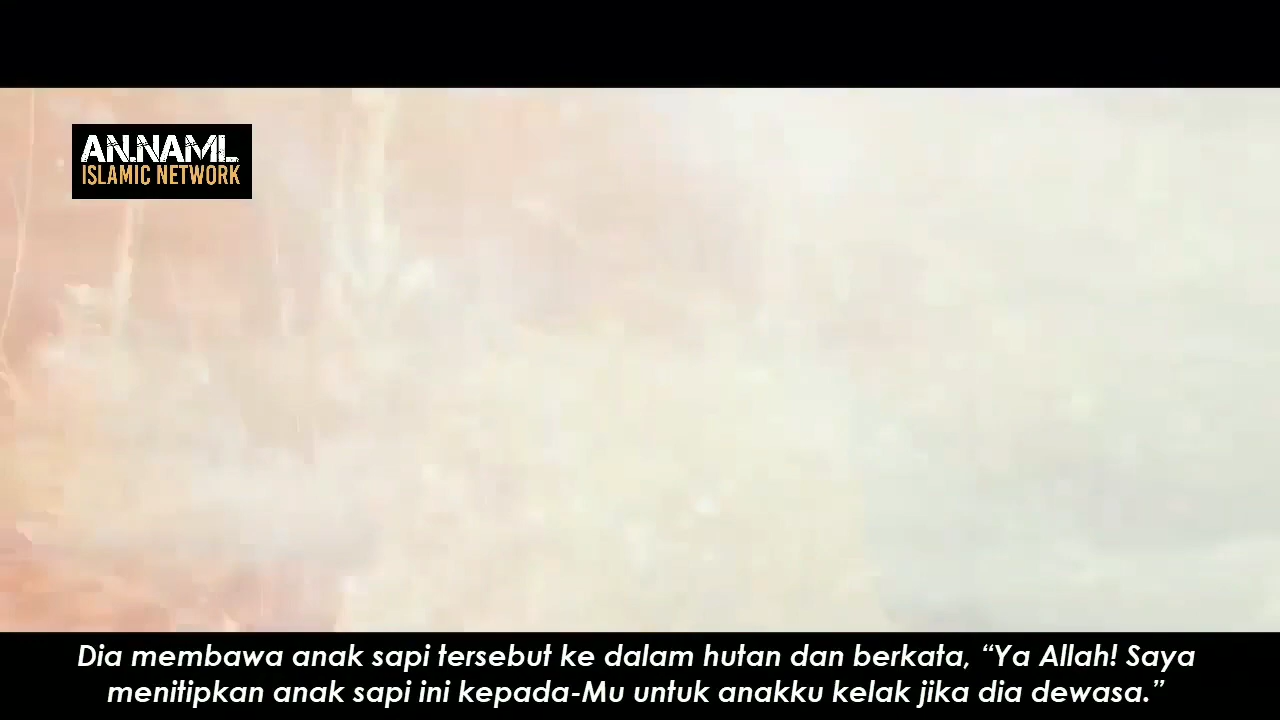 AN.NAML
ISLAMIC NETWORK
Dia membawa anak sapi tersebut ke dalam hutan dan berkata, “Ya Allah! Saya
menitipkan anak sapi ini kepada-Mu untuk anakku kelak jika dia dewasa.”